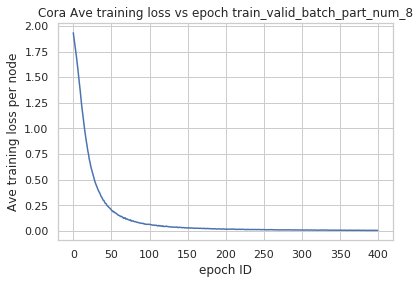 Cora Ave training loss vs epoch train_valid_batch_part_num_8
2.00
1.75
1.50
1.25
1.00
0.75
0.50
0.25
0.00
Ave training loss per node
0 50 100 150 200 250 300 350 400
epoch ID